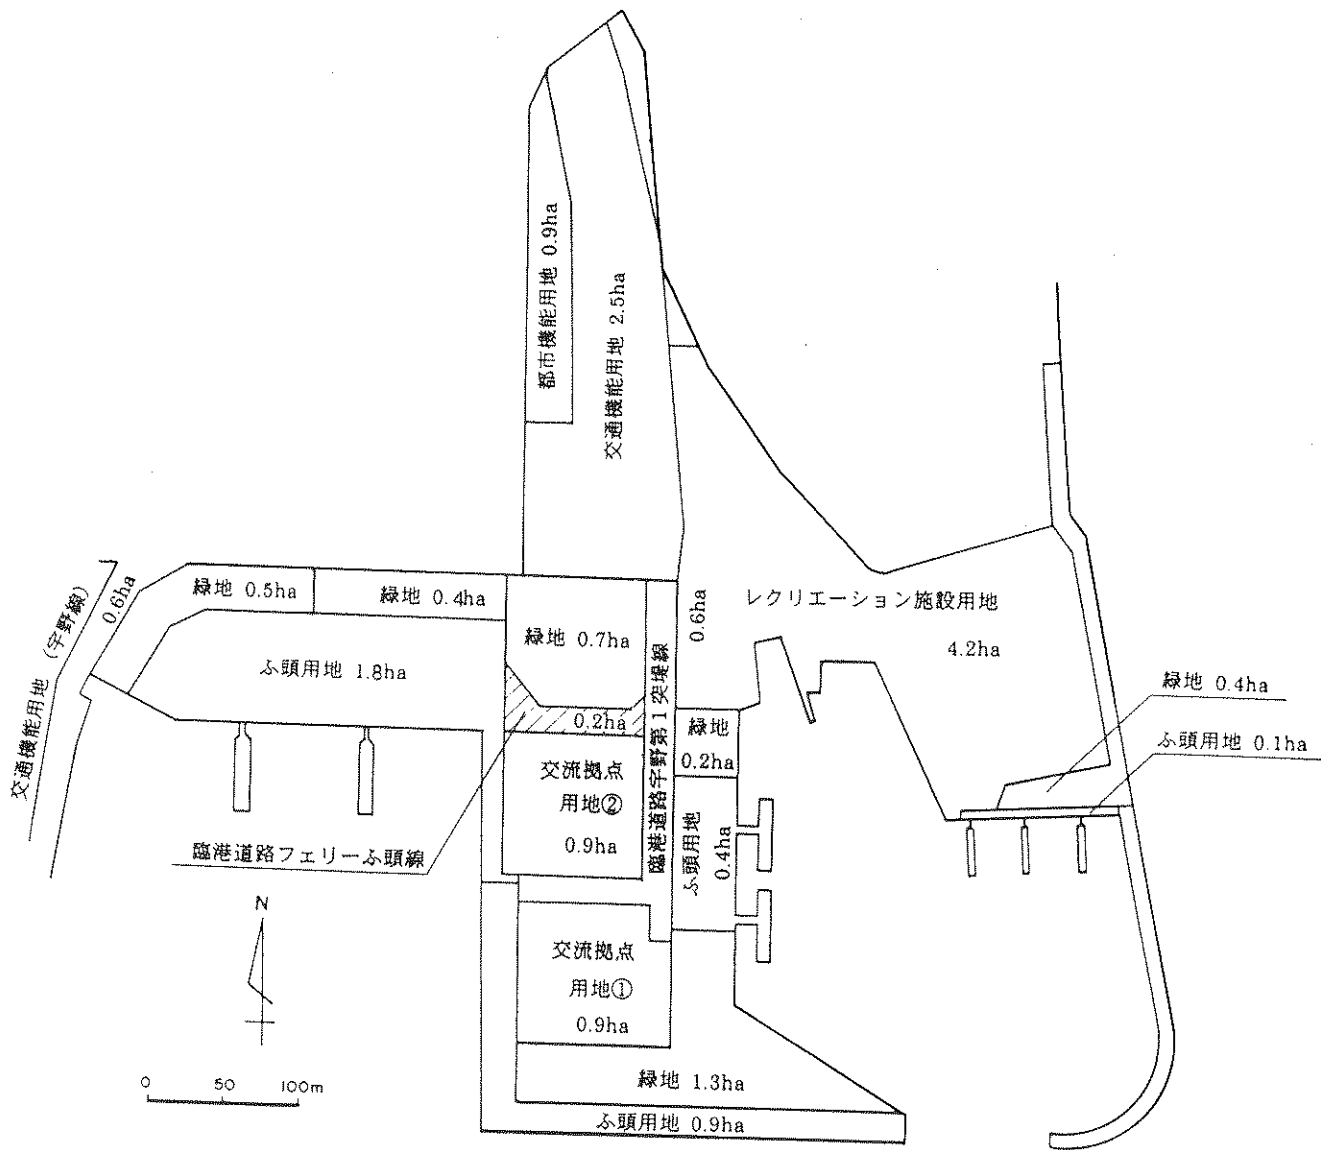 都市機能用地 0.9ha
交通機能用地 2.5ha
交通機能用地 (宇野線)
0.6ha
緑地 0.5ha
緑地 0.4ha
緑地 0.7ha
0.6ha
レクリエーション施設用地
4.2ha
ふ頭用地 1.8ha
0.2ha
臨港道路宇野第1突堤線
緑地
0.2ha
緑地 0.4ha
ふ頭用地 0.1ha
交流拠点
用地②
0.9ha
ふ頭用地
0.4ha
臨港道路フェリーふ頭線
N
交流拠点
用地①
0.9ha
0 50 100m
緑地 1.3ha
ふ頭用地 0.9ha